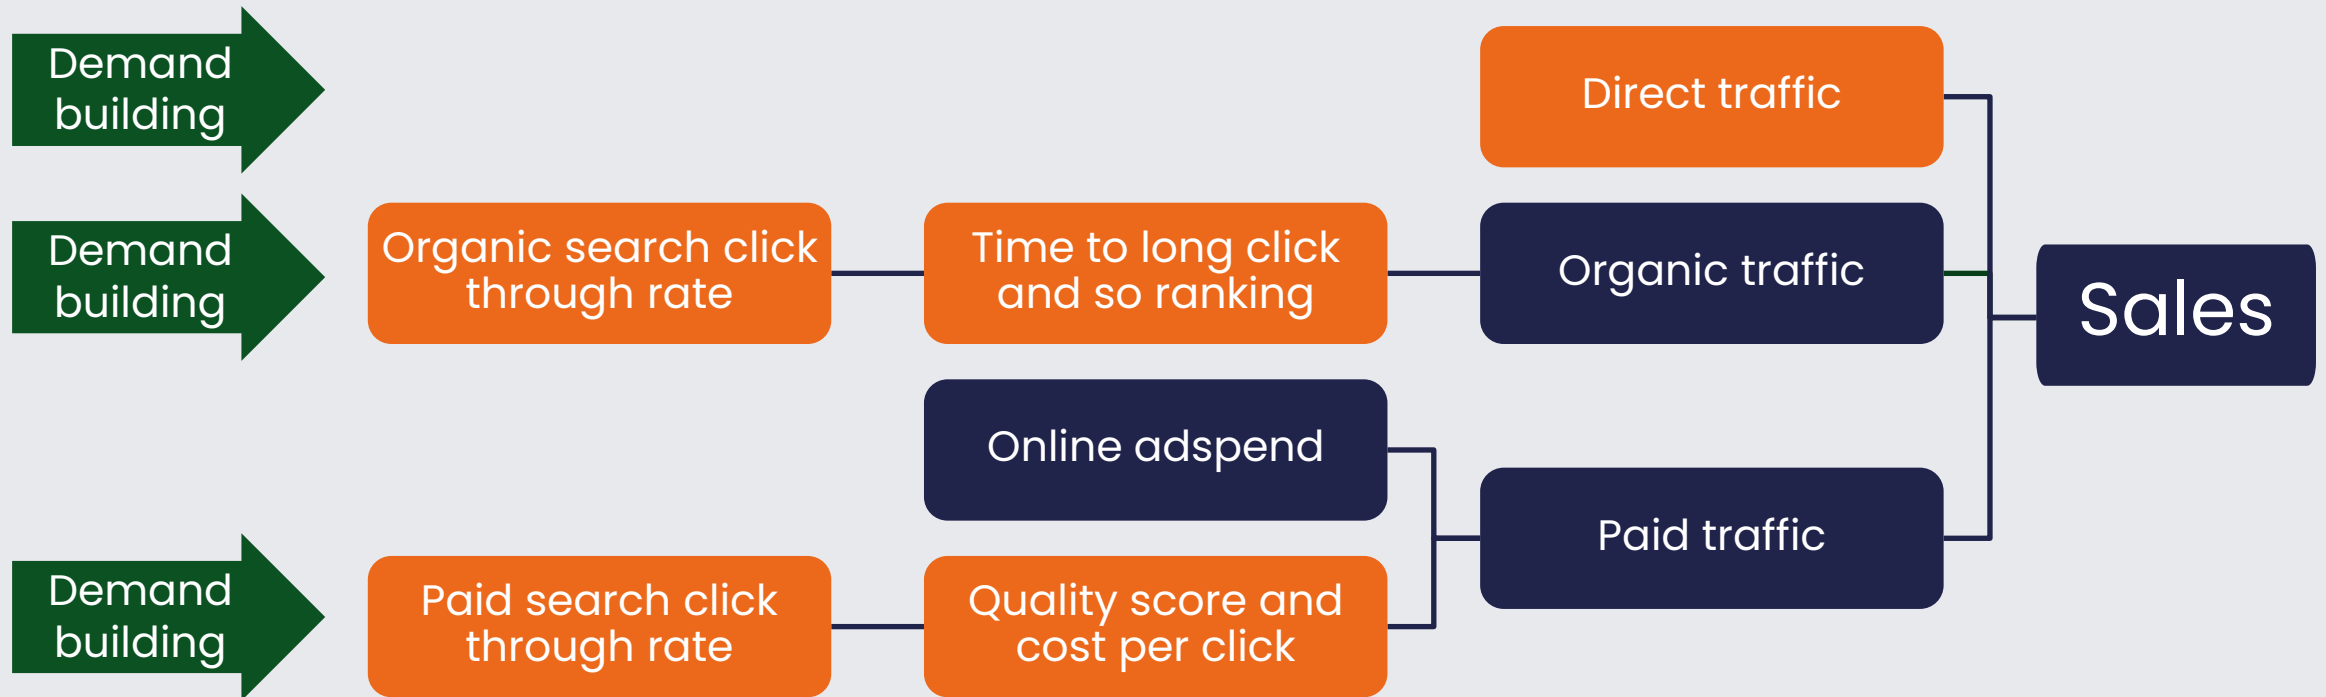 Demand
building
Direct traffic
Demand
building
Organic search click
through rate
Time to long click
and so ranking
Organic traffic
Sales
Online adspend
Paid traffic
Demand
building
Paid search click
through rate
Quality score and
cost per click